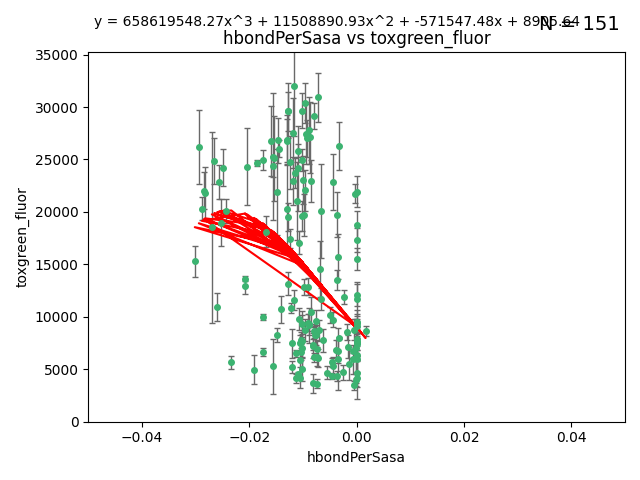 y = 658619548.27x^3 + 11508890.93x^2 + -571547.48x + 8905.64
N = 151
hbondPerSasa vs toxgreen_fluor
35000
30000
25000
20000
15000
10000
5000
0
toxgreen_fluor
−0.04 −0.02 0.00 0.02 0.04
hbondPerSasa